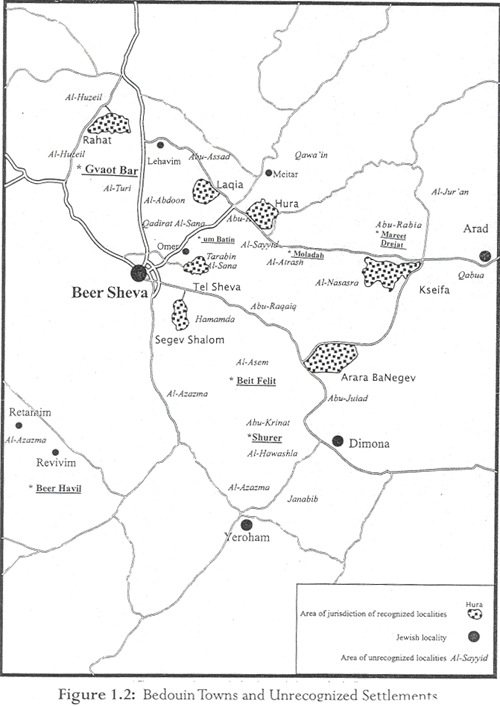 Al-Huzeil
Rahat
Al-Huzeil
* Gvaot Bar
Lehavim
Abu-Assad
Qawa'in
Meitar
Al-Turi
Laqia
Al-Jur'an
Al-Abdoon
Hura
Qadirat Al-Sana
Abu-Rabia
* Mareet
Drejat
Arad
* um Batin
Al-Sayyid
Omer
* Moladah
Tarabin
Al-Sana
Al-Atrash
Beer Sheva
Tel Sheva
Al-Nasasra
Qabua
Kseifa
Abu-Raqaiq
Hamamda
Segev Shalom
Al-Asem
Arara BaNegev
* Beit Felit
Al-Azazma
Abu-Juiad
Retamim
Abu-Krinat
Al-Azazma
* Shurer
Dimona
Revivim
Al-Hawashla
* Beer Havil
Al-Azazma
Janabib
Yeroham
Hura
Area of jurisdiction of recognized localities
Jewish locality
Area of unrecognized localities Al-Sayyid
Figure 1.2: Bedouin Towns and Unrecognized Settlements